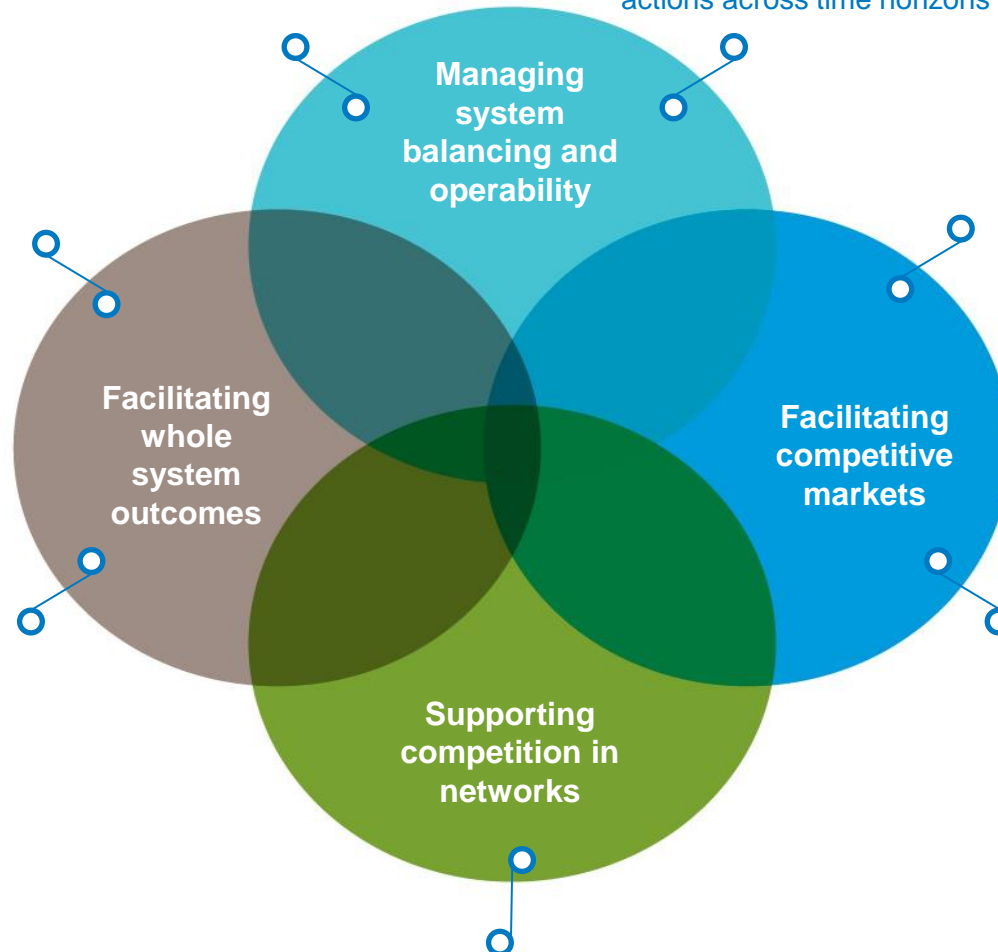 actions across time horizons
Managing
system
balancing and
operability
Facilitating
whole
system
outcomes
Facilitating
competitive
markets
Supporting
competition in
networks